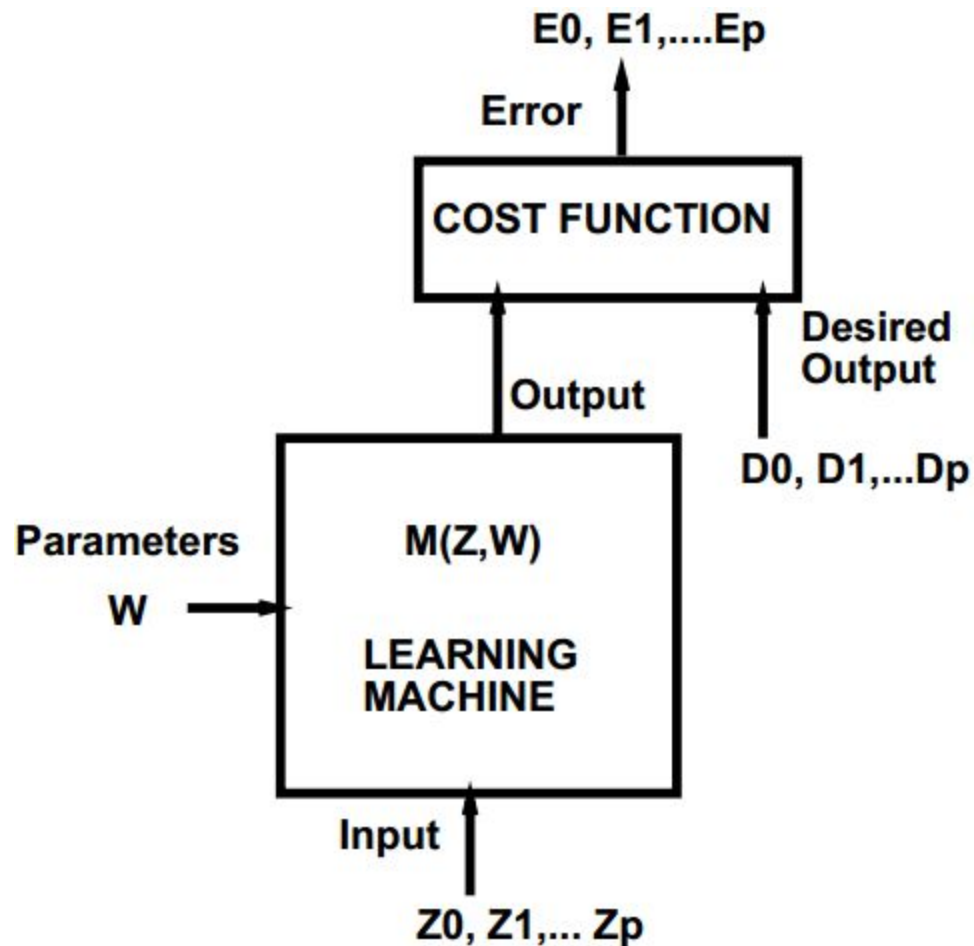 E0, E1,....Ep
Error
COST FUNCTION
Desired
Output
Output
D0, D1,...Dp
Parameters
M(Z,W)
W
LEARNING
MACHINE
Input
Z0, Z1,... Zp